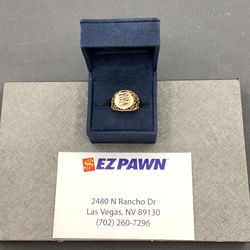 EZPAWN
2480 N Rancho Dr
Las Vegas, NV 89130
(702) 260-7296